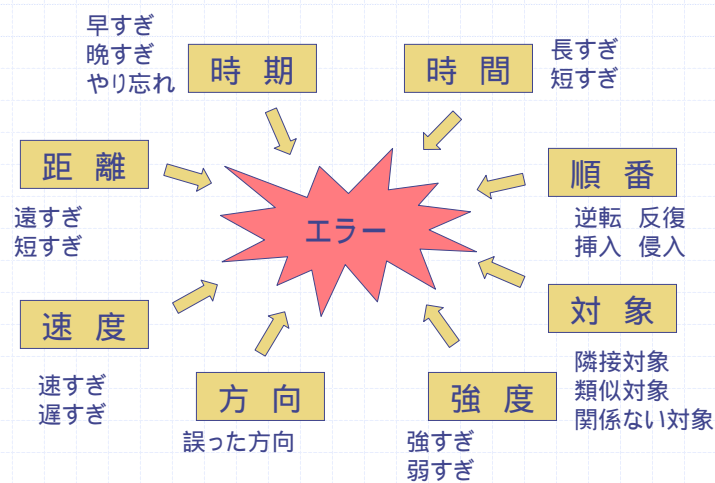 早すぎ
晩すぎ
やり忘れ
時期
時間
長すぎ
短すぎ
距離
遠すぎ
短すぎ
エラー
順番
逆転 反復
挿入 侵入
速度
速すぎ
遅すぎ
方向
誤った方向
強度
強すぎ
弱すぎ
対象
隣接対象
類似対象
関係ない対象